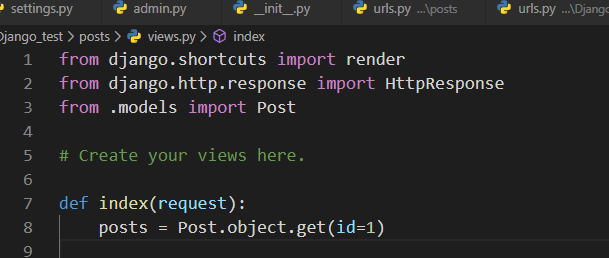 settings.py admin.py __init__.py urls.py ...\posts urls.py ...\Djang
Django_test > posts > views.py > index
1 from django.shortcuts import render
2 from django.http.response import HttpResponse
3 from .models import Post
4
5 # Create your views here.
6
7 def index(request):
8 posts = Post.object.get(id=1)
9